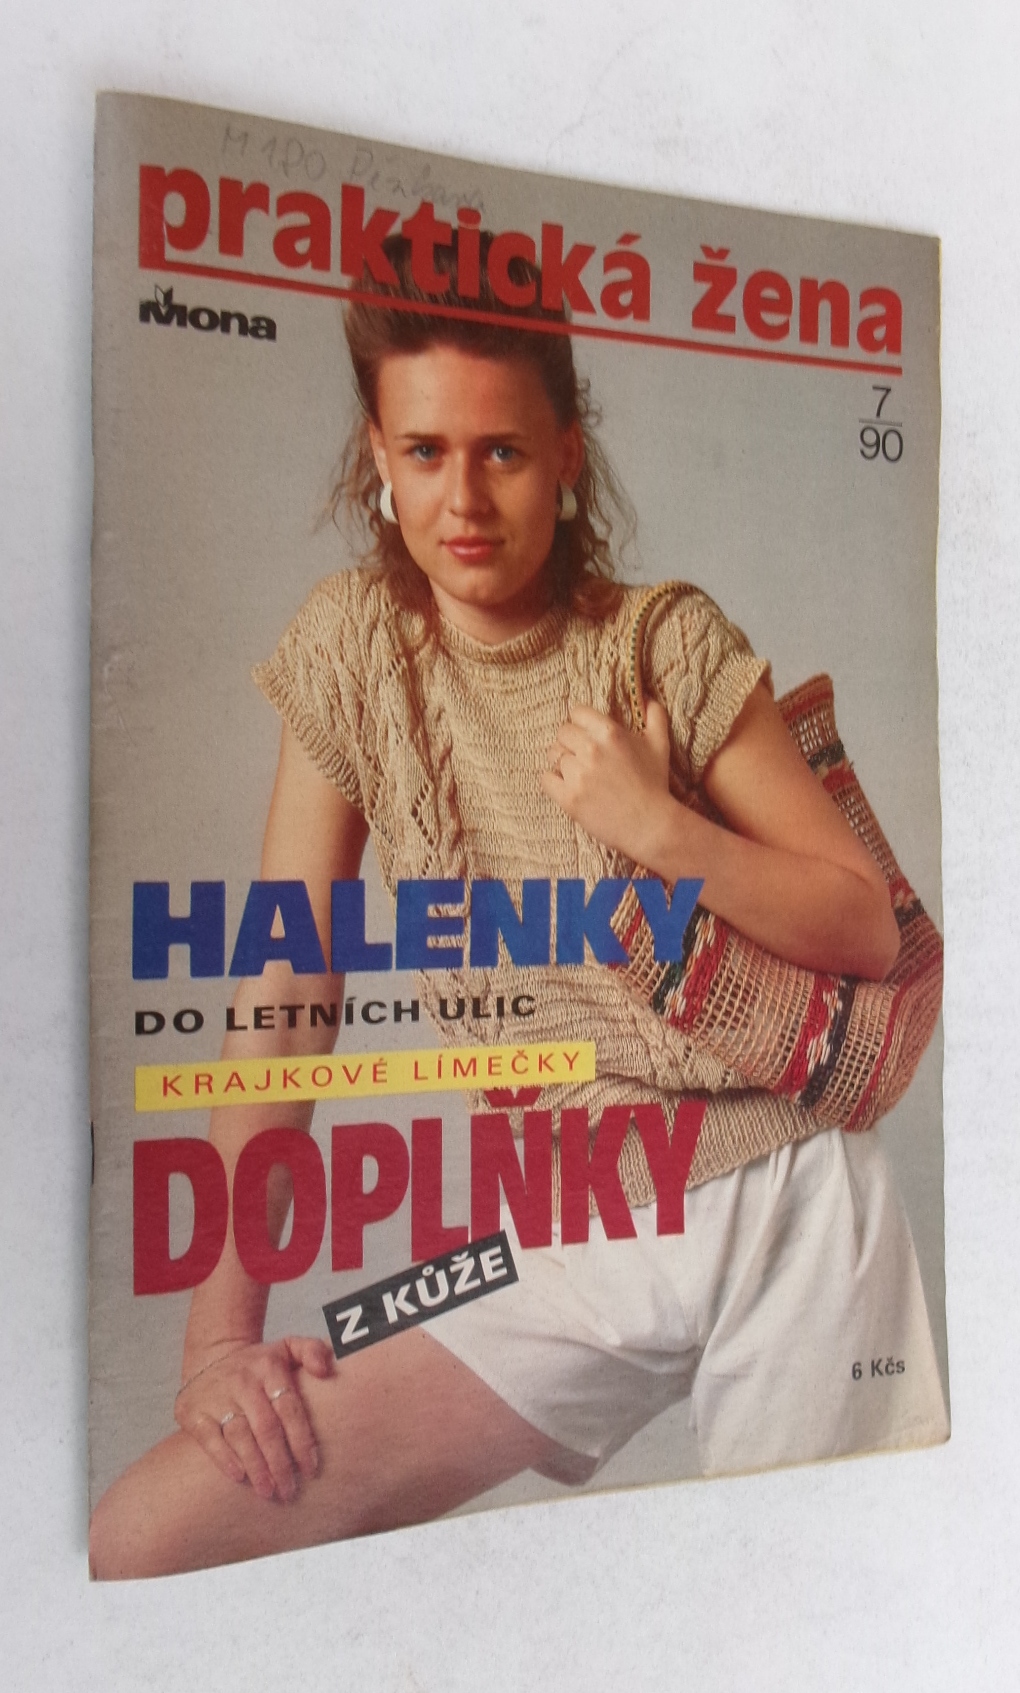 praktická žena
Mona
7
90
HALENKY
DO LETNÍCH ULIC
KRAJKOVÉ LÍMEČKY
DOPLŇKY
Z KŮŽE
6 Kčs